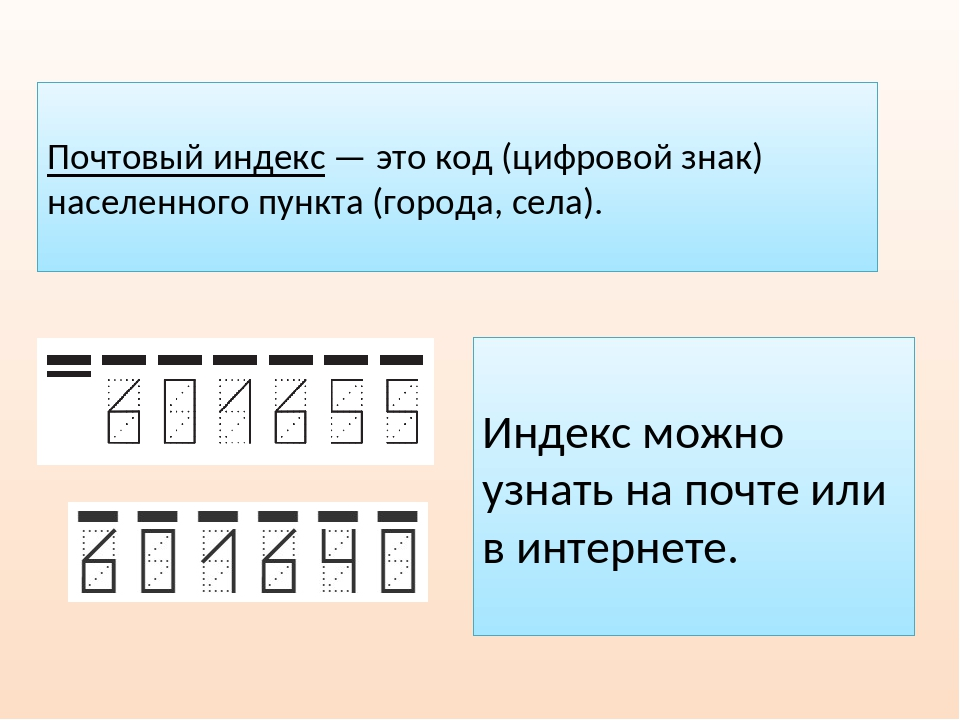 Почтовый индекс — это код (цифровой знак)
населенного пункта (города, села).
601655
601640
Индекс можно
узнать на почте или
в интернете.